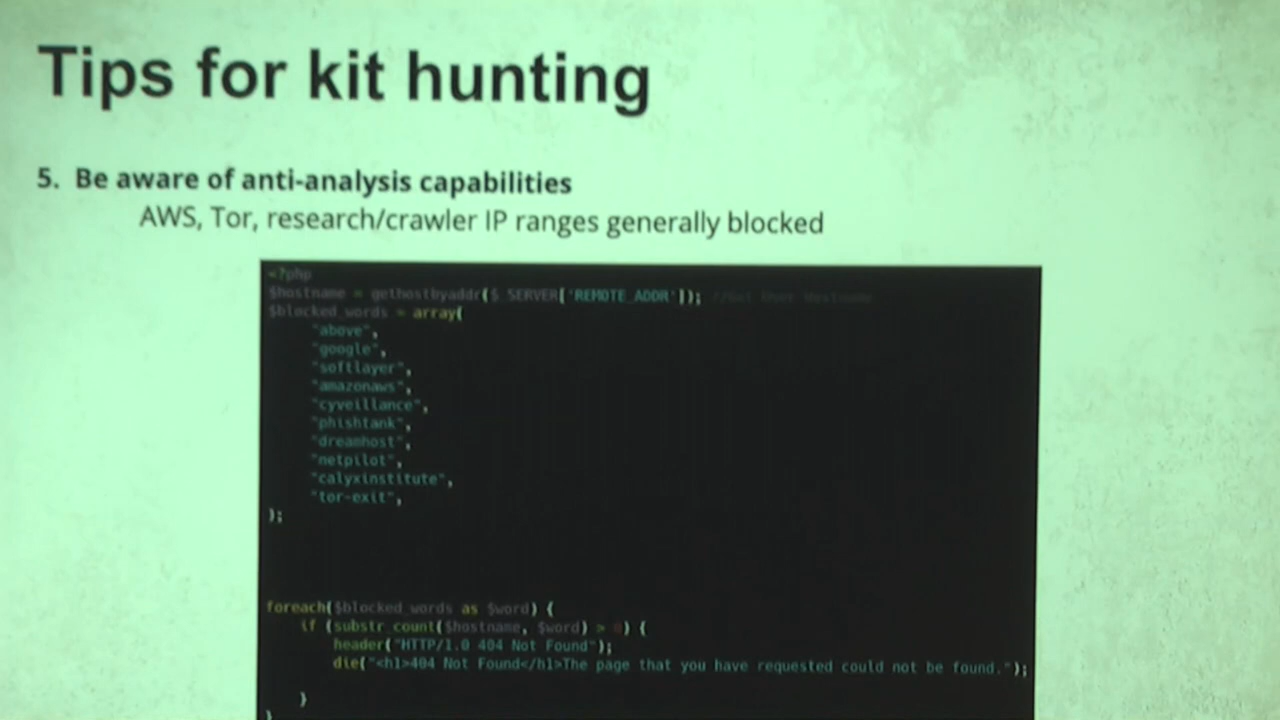 Tips for kit hunting
5. Be aware of anti-analysis capabilities
AWS, Tor, research/crawler IP ranges generally blocked
<?php
$hostname = gethostbyaddr($_SERVER['REMOTE_ADDR']);
$blocked_words = array(
"above",
"google",
"softlayer",
"amazonaws",
"cyveillance",
"phishtank",
"dreamhost",
"netpilot",
"calyxinstitute",
"tor-exit",
);
foreach($blocked_words as $word) {
if (substr_count($hostname, $word) > 0) {
header("HTTP/1.0 404 Not Found");
die("<h1>404 Not Found</h1>The page that you have requested could not be found.");
}
}